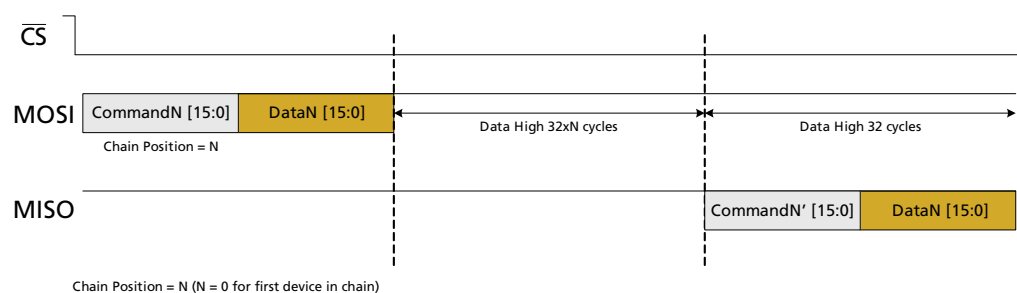 CS
MOSI
CommandN [15:0] DataN [15:0]
Data High 32xN cycles
Data High 32 cycles
Chain Position = N
MISO
CommandN’ [15:0] DataN [15:0]
Chain Position = N (N = 0 for first device in chain)